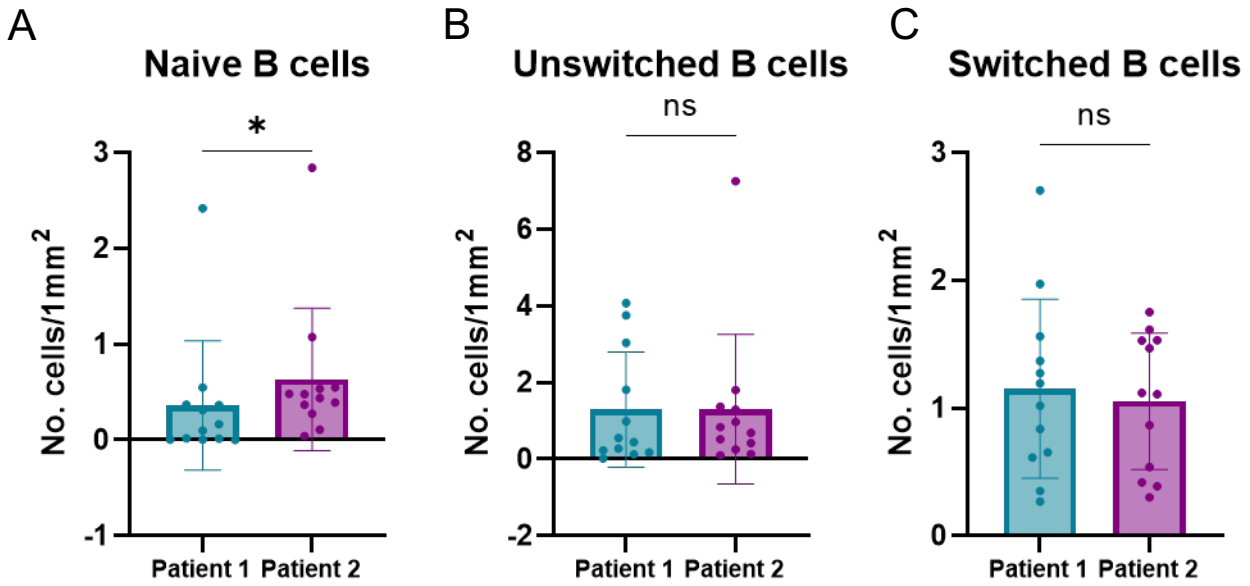 A
Naive B cells
*
No. cells/1mm²
3
2
1
0
-1
Patient 1 Patient 2
B
Unswitched B cells
ns
No. cells/1mm²
8
6
4
2
0
-2
Patient 1 Patient 2
C
Switched B cells
ns
No. cells/1mm²
3
2
1
0
Patient 1 Patient 2